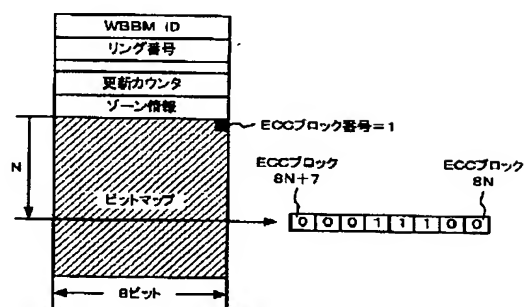 WBBM ID
リング番号
更新カウンタ
ゾーン情報
ECCブロック番号=1
N
ECCブロック
8N+7
ECCブロック
8N
ビットマップ
0 0 0 1 1 1 0 0
8ビット